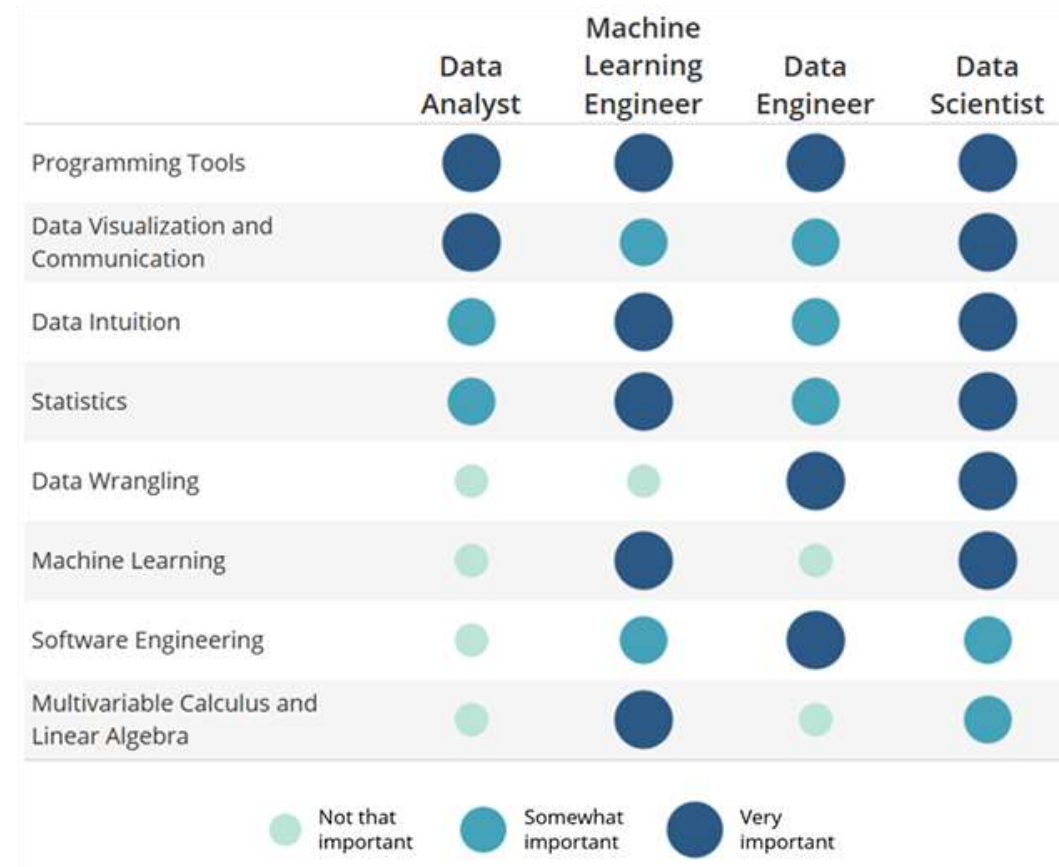 Data Analyst
Machine Learning Engineer
Data Engineer
Data Scientist
Programming Tools
Data Visualization and
Communication
Data Intuition
Statistics
Data Wrangling
Machine Learning
Software Engineering
Multivariable Calculus and
Linear Algebra
Not that
important
Somewhat
important
Very
important